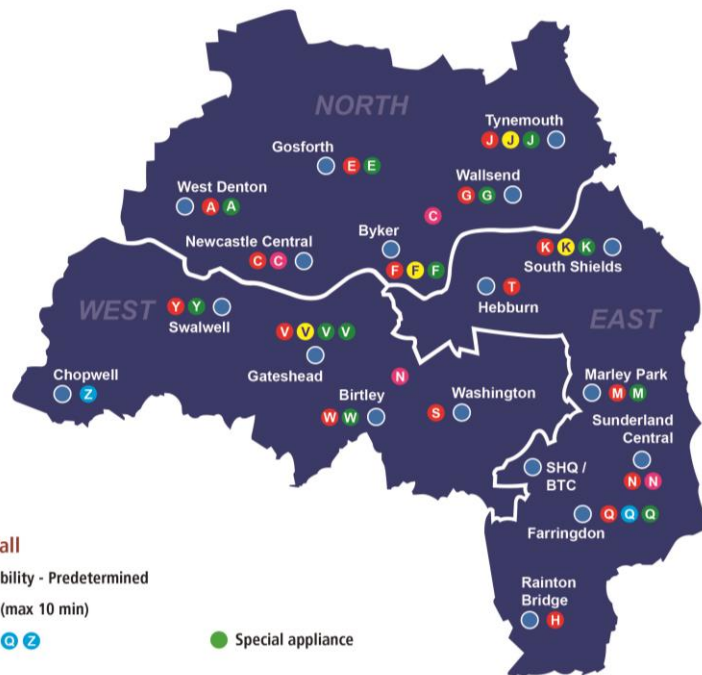 NORTH
Tynemouth
J J J
Gosforth
E E
Wallsend
G G
West Denton
A A
C
Newcastle Central
C C
Byker
F F F
K K K
South Shields
T
Hebburn
WEST
Y Y
Swalwell
EAST
V V V V
Gateshead
Chopwell
Z
N
Birtley
W W
Washington
S
Marley Park
M M
Sunderland
Central
N N
SHQ /
BTC
Q Q Q
Farringdon
Rainton
Bridge
H
all
bility - Predetermined
(max 10 min)
Q Z
Special appliance